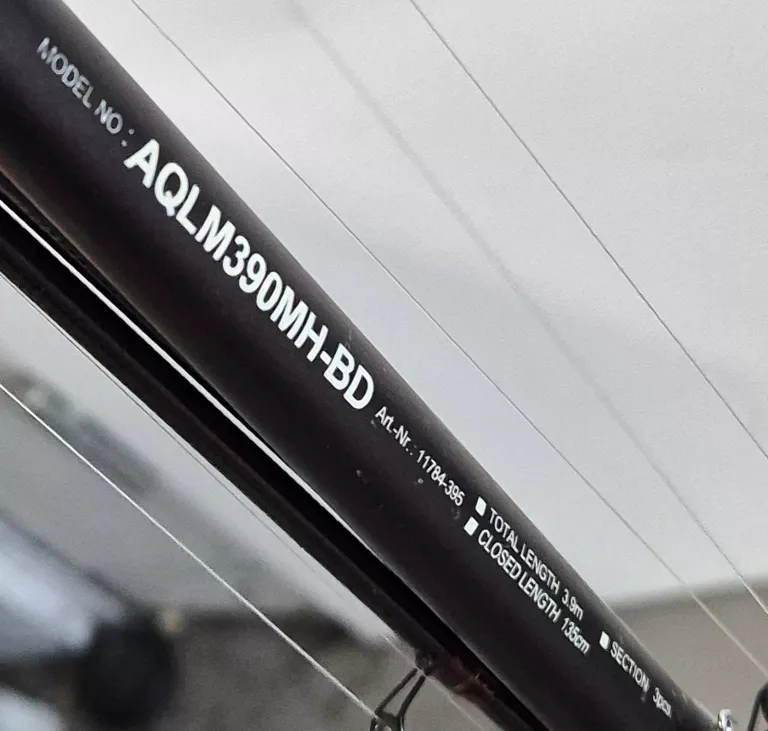 MODEL NO : AQLM390MH-BD Art.-Nr.: 11784-395
■ TOTAL LENGTH 3.9m
■ CLOSED LENGTH 135cm
■ SECTION 3pcs